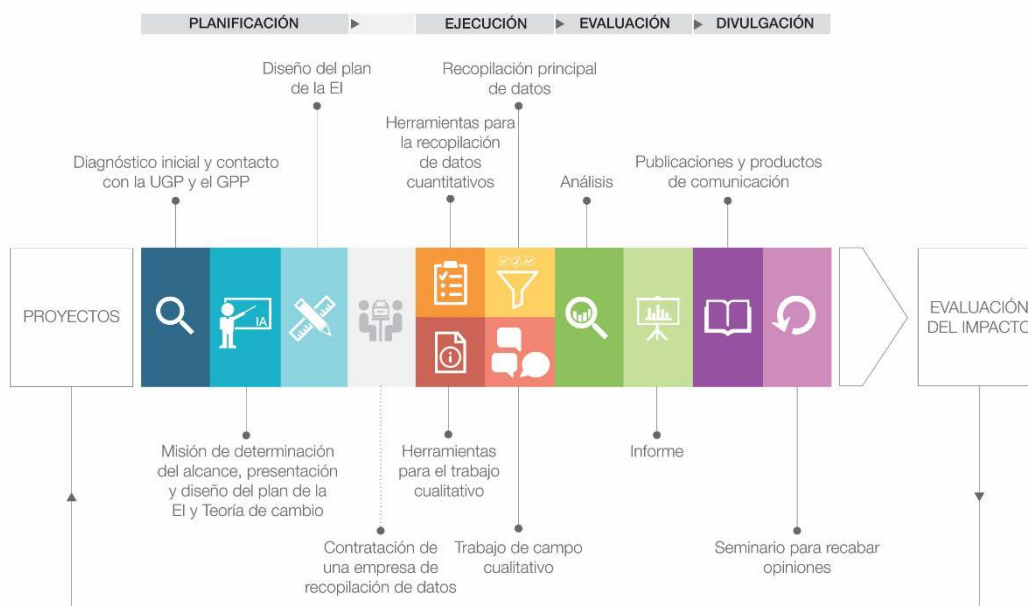 PLANIFICACIÓN
EJECUCIÓN
EVALUACIÓN
DIVULGACIÓN
Diseño del plan
de la EI
Recopilación principal
de datos
Herramientas para
la recopilación
de datos
cuantitativos
Diagnóstico inicial y contacto
con la UGP y el GPP
Análisis
Publicaciones y productos
de comunicación
PROYECTOS
IA
EVALUACIÓN
DEL IMPACTO
Misión de determinación
del alcance, presentación
y diseño del plan de la
EI y Teoría de cambio
Herramientas
para el trabajo
cualitativo
Informe
Contratación de
una empresa de
recopilación de datos
Trabajo de campo
cualitativo
Seminario para recabar
opiniones